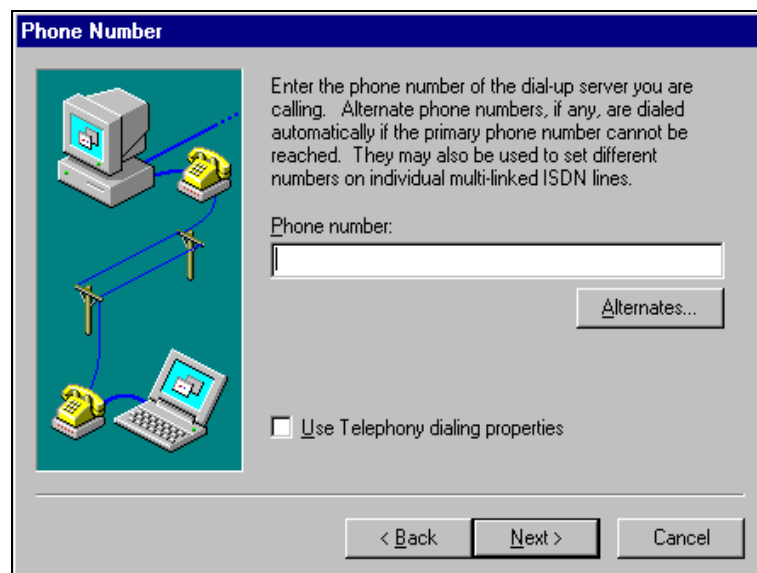 Phone Number
Enter the phone number of the dial-up server you are
calling.   Alternate phone numbers, if any, are dialed
automatically if the primary phone number cannot be
reached.  They may also be used to set different
numbers on individual multi-linked ISDN lines.
Phone number:
Alternates...
Use Telephony dialing properties
< Back
Next >
Cancel